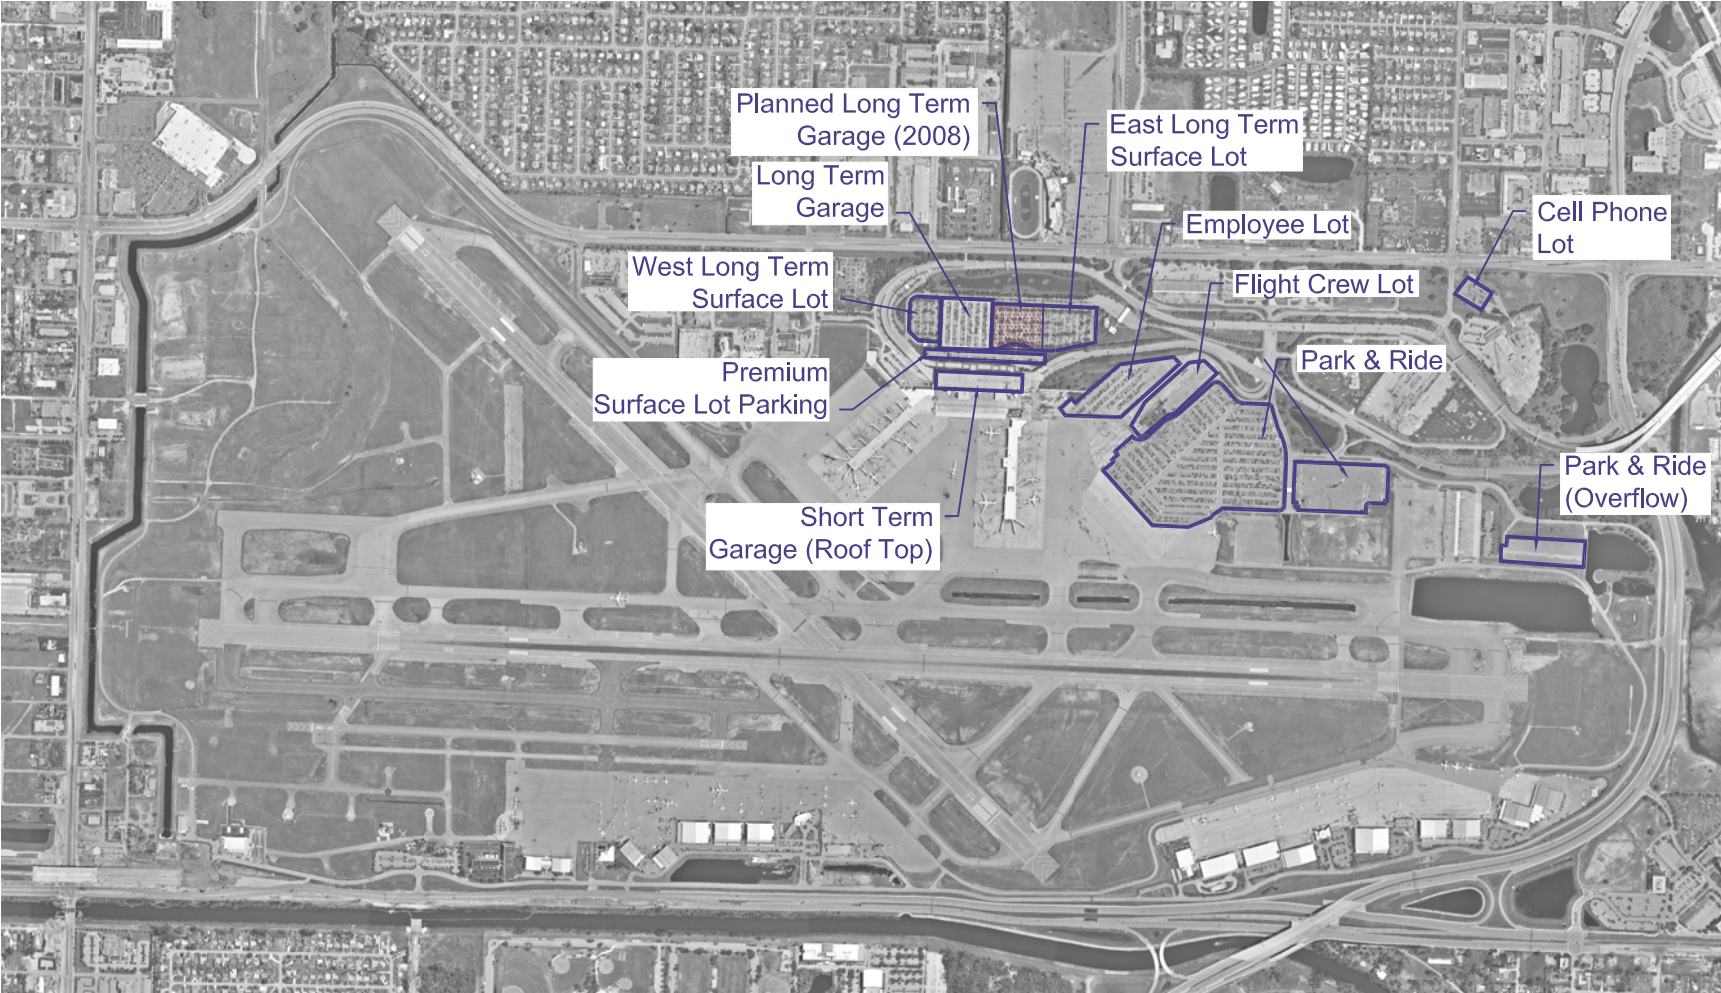 Planned Long Term
Garage (2008)
East Long Term
Surface Lot
Long Term
Garage
Employee Lot
Cell Phone
Lot
West Long Term
Surface Lot
Flight Crew Lot
Premium
Surface Lot Parking
Park & Ride
Park & Ride
(Overflow)
Short Term
Garage (Roof Top)